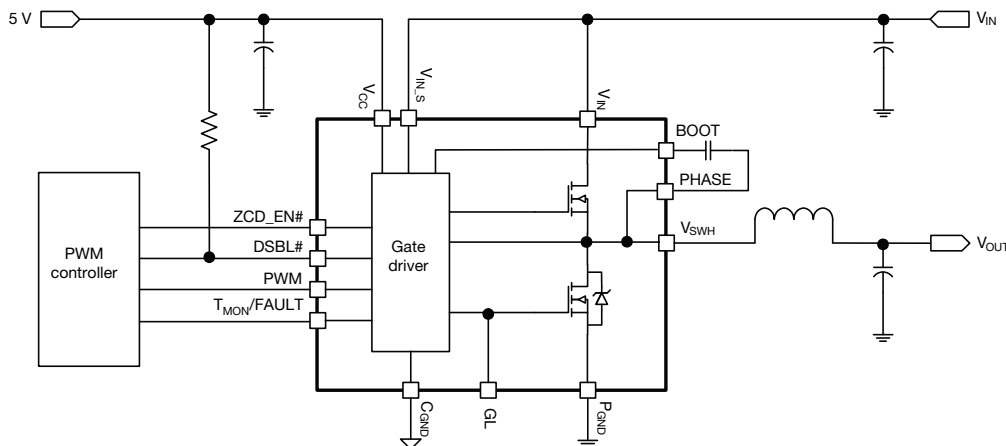 5 V
V_IN
V_CC
V_IN_S
V_IN
BOOT
PHASE
V_SWH
V_OUT
ZCD_EN#
DSBL#
PWM
T_MON/FAULT
PWM
controller
Gate
driver
C_GND
GL
P_GND